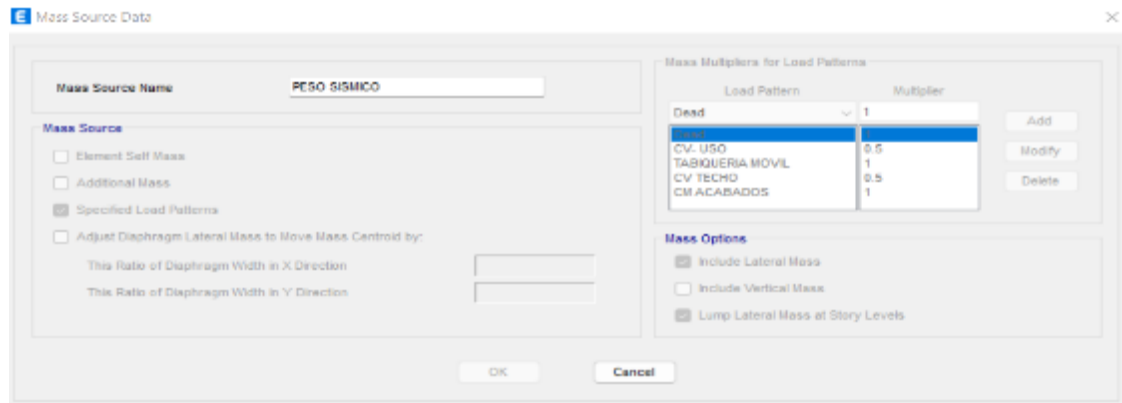 E Mass Source Data
Mass Source Name PESO SISMICO
Mass Source
Element Self Mass
Additional Mass
Specified Load Patterns
Adjust Diaphragm Lateral Mass to Move Mass Centroid by:
This Ratio of Diaphragm Width in X Direction
This Ratio of Diaphragm Width in Y Direction
Mass Multipliers for Load Patterns
Load Pattern Multiplier
Dead 1
Dead 1
CV- USO 0.5
TABIQUERIA MOVIL 1
CV TECHO 0.5
CM ACABADOS 1
Add
Modify
Delete
Mass Options
Include Lateral Mass
Include Vertical Mass
Lump Lateral Mass at Story Levels
OK Cancel